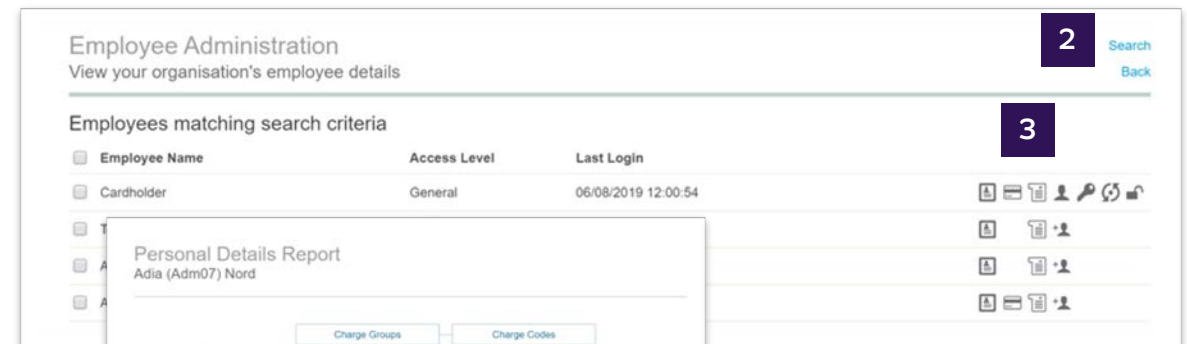 Employee Administration
2
Search
View your organisation's employee details
Back
Employees matching search criteria
3
Employee Name Access Level Last Login
Cardholder General 06/08/2019 12:00:54
T
Personal Details Report
A
Adia (Adm07) Nord
A
Charge Groups Charge Codes